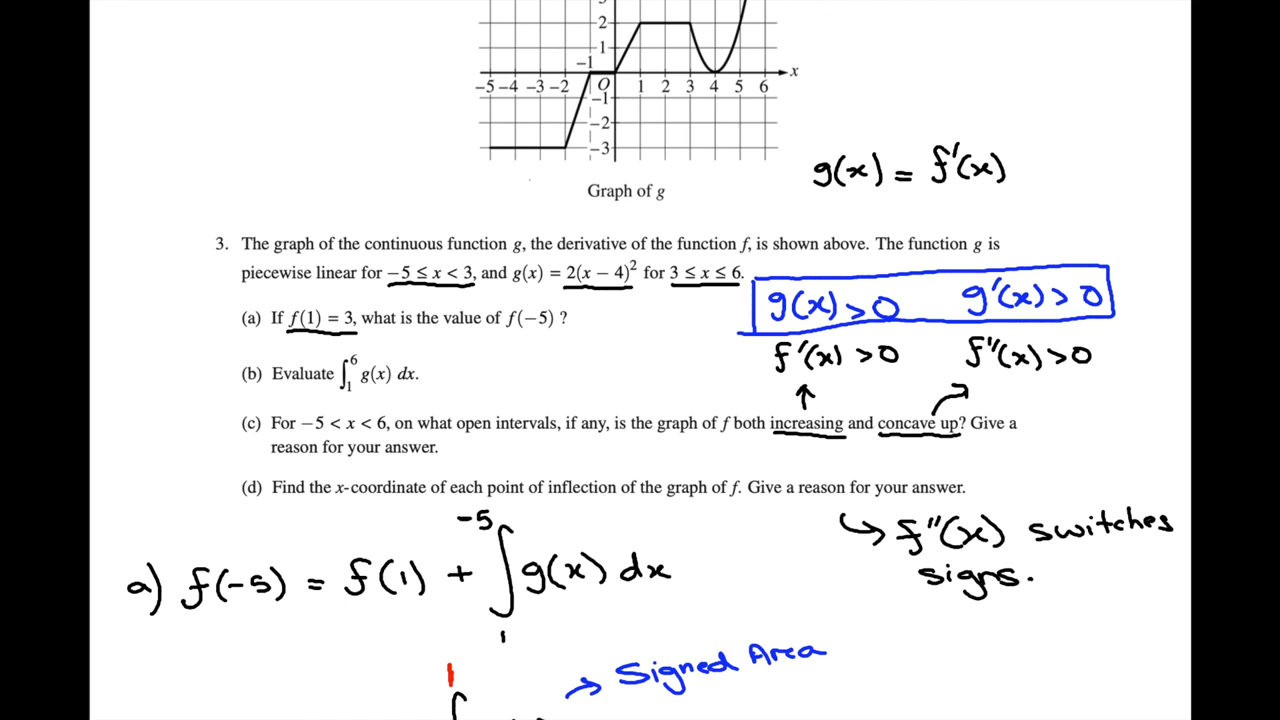 3
2
1
−1
x
−5 −4 −3 −2 O 1 2 3 4 5 6
−1
−2
−3
Graph of g
g(x) = f'(x)
3. The graph of the continuous function g, the derivative of the function f, is shown above. The function g is
piecewise linear for −5 ≤ x < 3, and g(x) = 2(x − 4)² for 3 ≤ x ≤ 6.
g(x) > 0 g'(x) > 0
(a) If f(1) = 3, what is the value of f(−5) ?
f'(x) > 0 f''(x) > 0
(b) Evaluate ∫₁⁶ g(x) dx.
(c) For −5 < x < 6, on what open intervals, if any, is the graph of f both increasing and concave up? Give a
reason for your answer.
(d) Find the x-coordinate of each point of inflection of the graph of f. Give a reason for your answer.
↳ f''(x) switches
signs.
a) f(-5) = f(1) + ∫₁⁻⁵ g(x) dx
→ Signed Area
1